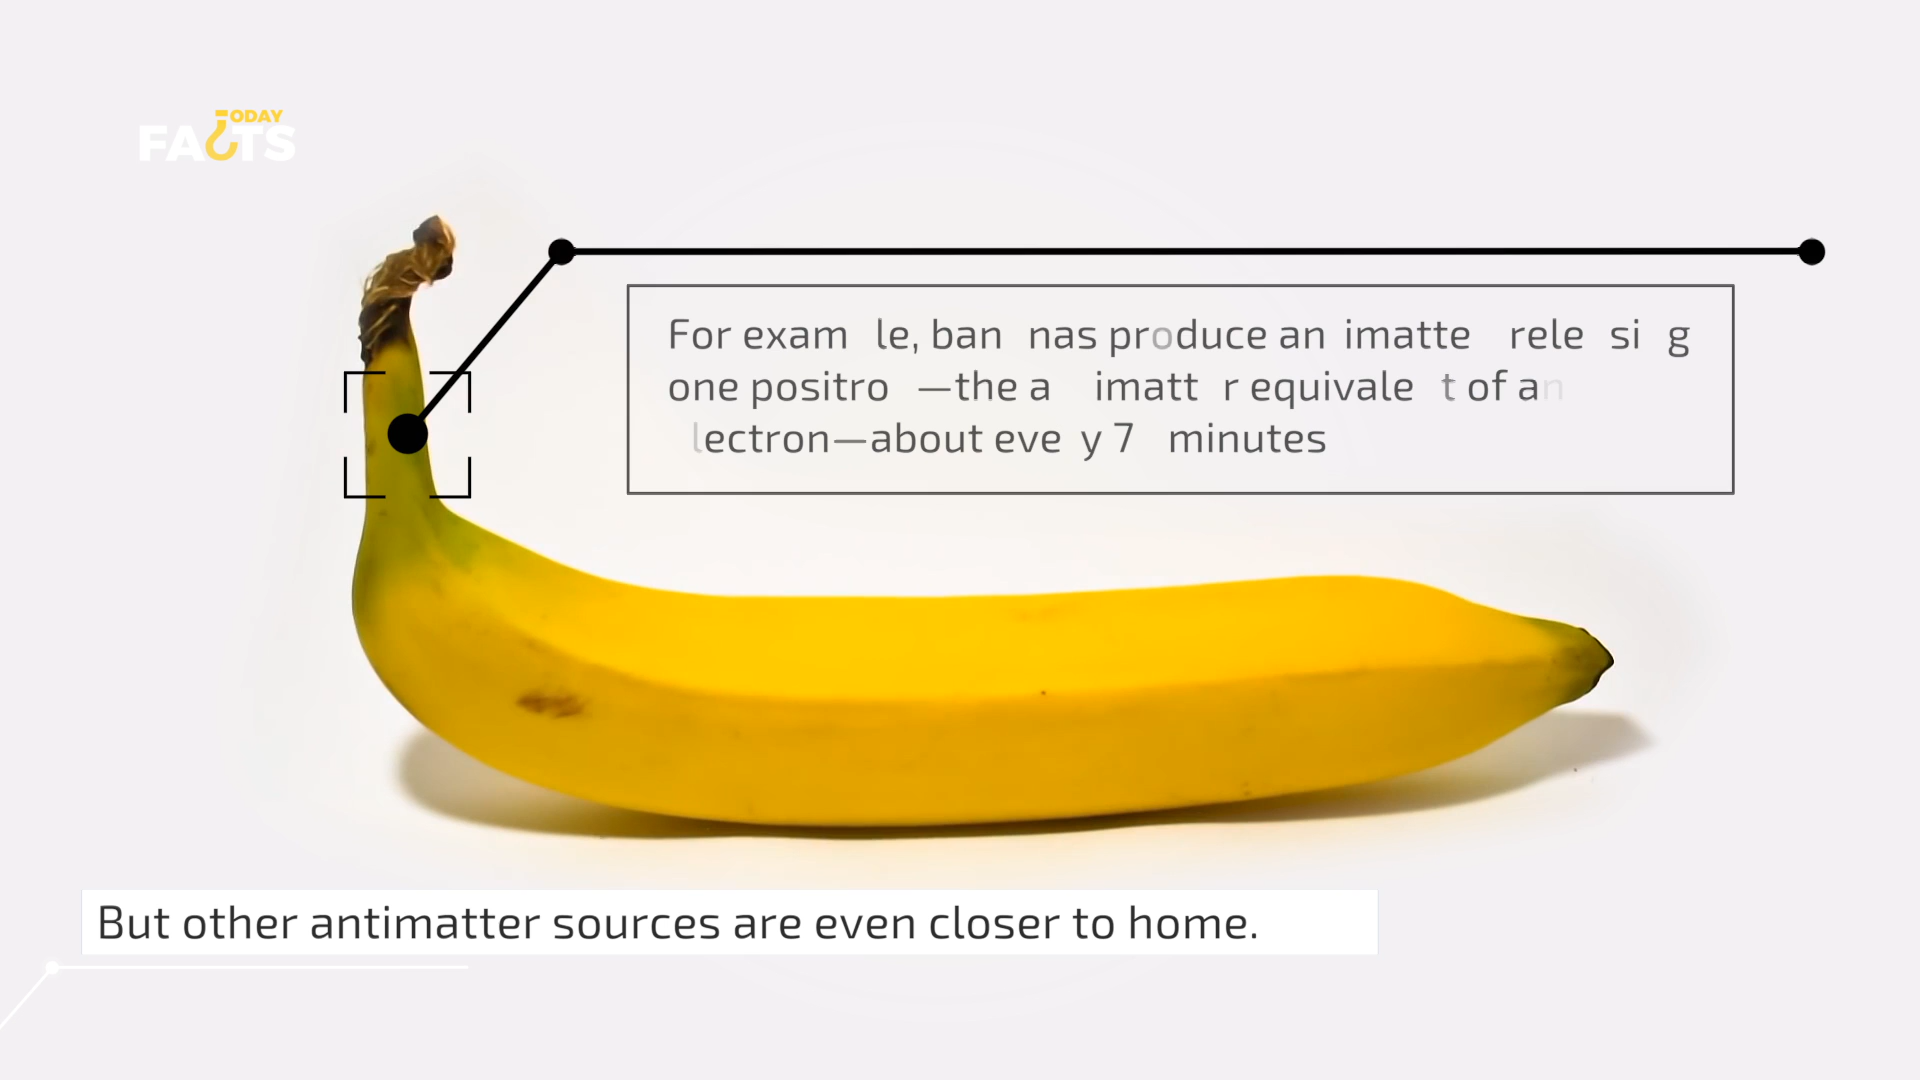 TODAY
FACTS
For exam le, ban nas produce an imatte rele si g
one positro —the a imatt r equivale t of an
lectron—about eve y 7 minutes
But other antimatter sources are even closer to home.